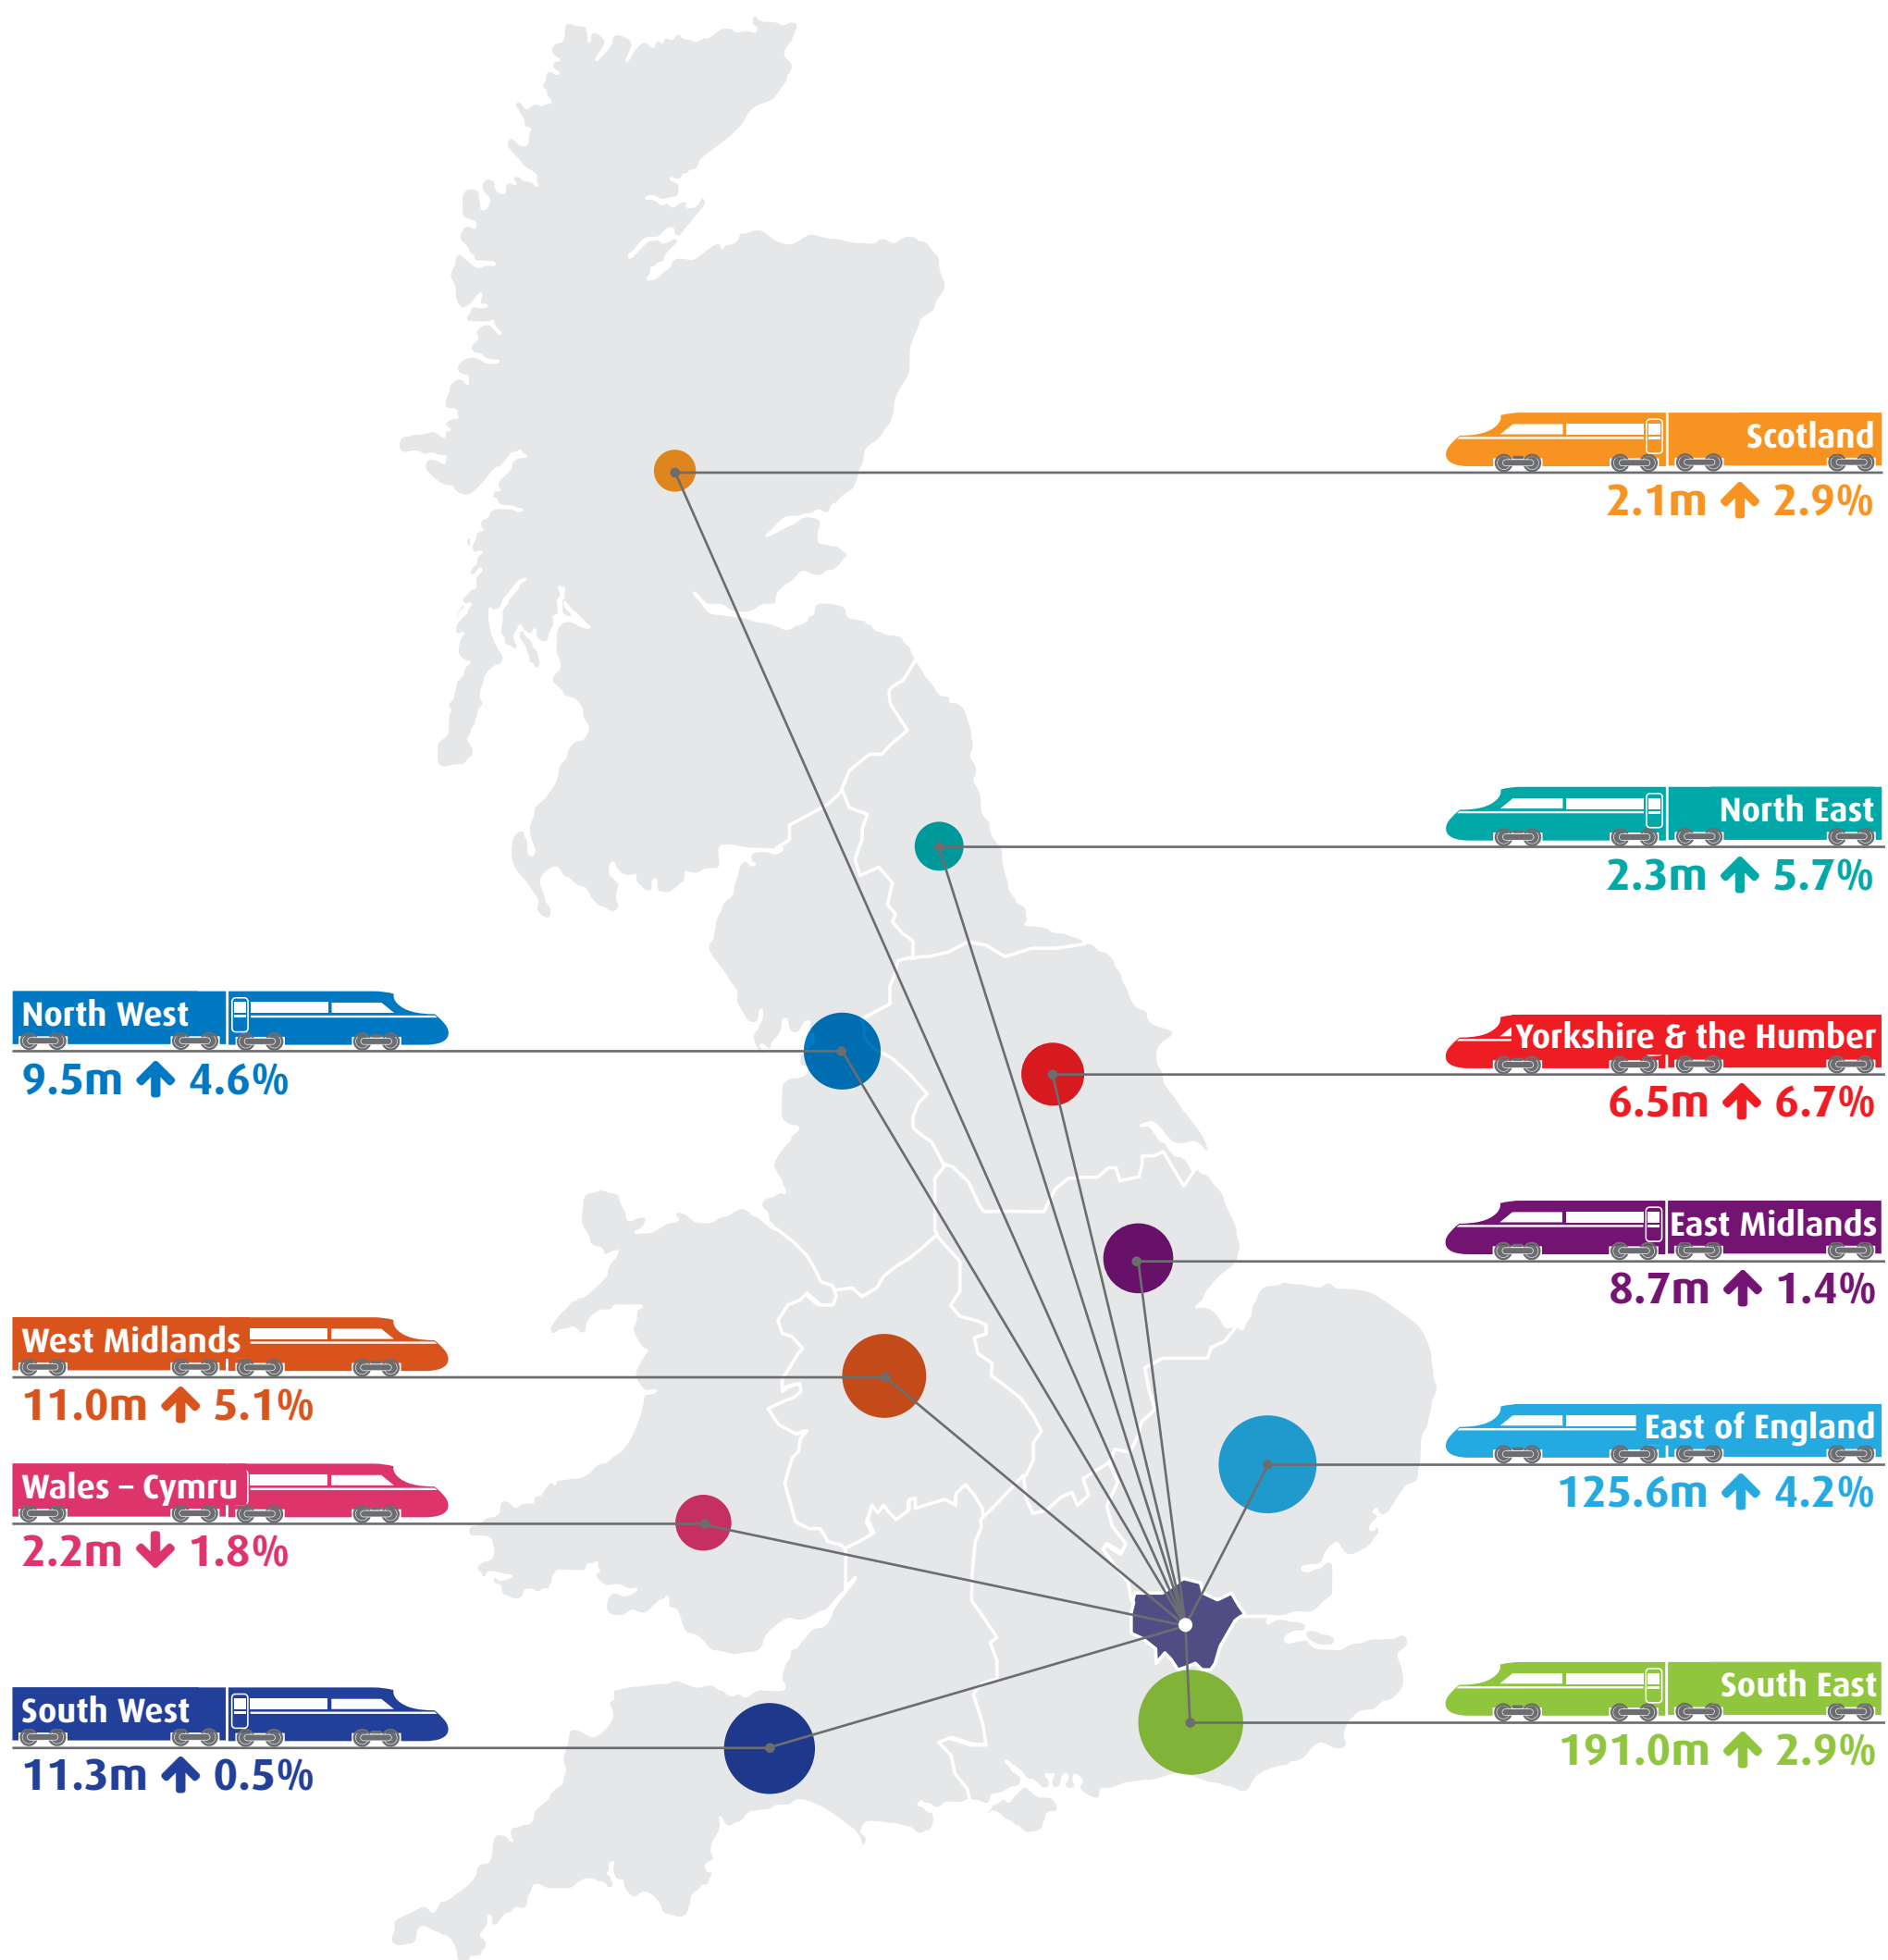 Scotland
2.1m ↑ 2.9%
North East
2.3m ↑ 5.7%
North West
9.5m ↑ 4.6%
Yorkshire & the Humber
6.5m ↑ 6.7%
East Midlands
8.7m ↑ 1.4%
West Midlands
11.0m ↑ 5.1%
East of England
125.6m ↑ 4.2%
Wales – Cymru
2.2m ↓ 1.8%
South East
191.0m ↑ 2.9%
South West
11.3m ↑ 0.5%